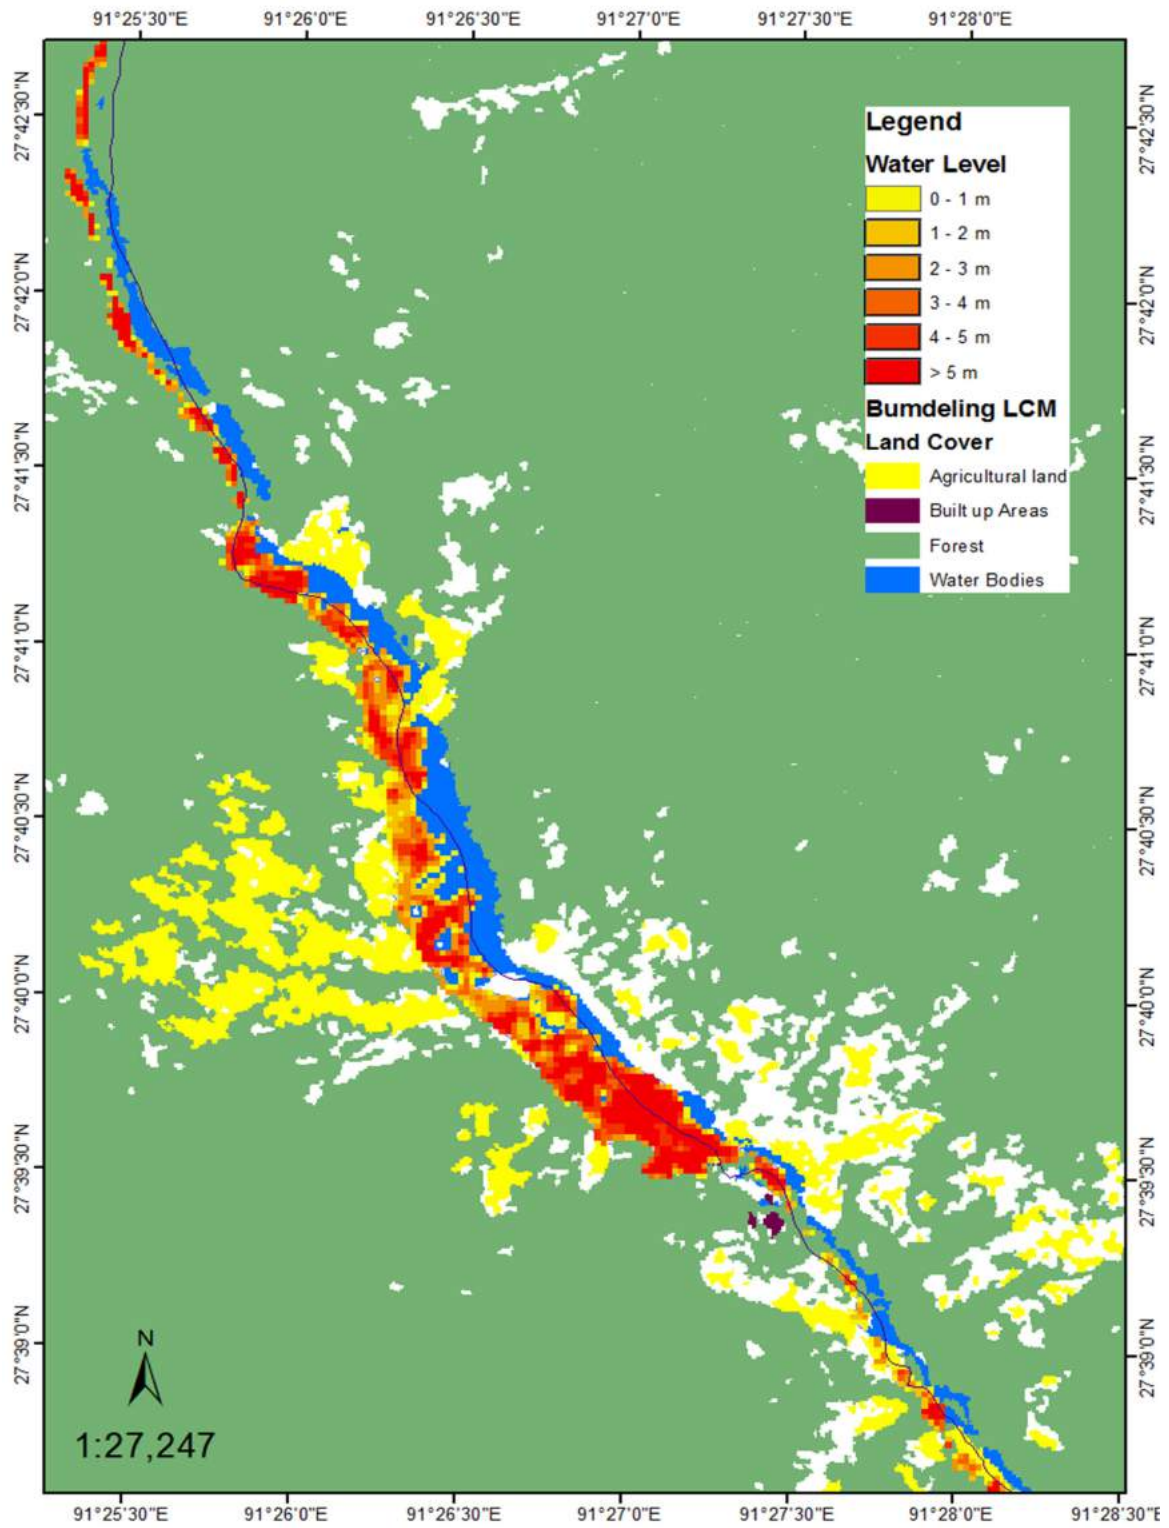 91°25'30"E 91°26'0"E 91°26'30"E 91°27'0"E 91°27'30"E 91°28'0"E
27°42'30"N
27°42'0"N
27°41'30"N
27°41'0"N
27°40'30"N
27°40'0"N
27°39'30"N
27°39'0"N
Legend
Water Level
0 - 1 m
1 - 2 m
2 - 3 m
3 - 4 m
4 - 5 m
> 5 m
Bumdeling LCM
Land Cover
Agricultural land
Built up Areas
Forest
Water Bodies
27°42'30"N
27°42'0"N
27°41'30"N
27°41'0"N
27°40'30"N
27°40'0"N
27°39'30"N
27°39'0"N
N
1:27,247
91°25'30"E 91°26'0"E 91°26'30"E 91°27'0"E 91°27'30"E 91°28'0"E 91°28'30"E